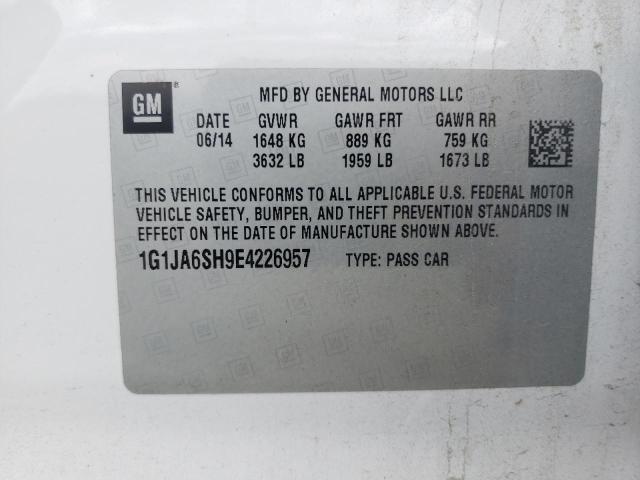 GM
®
MFD BY GENERAL MOTORS LLC
DATE GVWR GAWR FRT GAWR RR
06/14 1648 KG 889 KG 759 KG
3632 LB 1959 LB 1673 LB
THIS VEHICLE CONFORMS TO ALL APPLICABLE U.S. FEDERAL MOTOR
VEHICLE SAFETY, BUMPER, AND THEFT PREVENTION STANDARDS IN
EFFECT ON THE DATE OF MANUFACTURE SHOWN ABOVE.
1G1JA6SH9E4226957 TYPE: PASS CAR